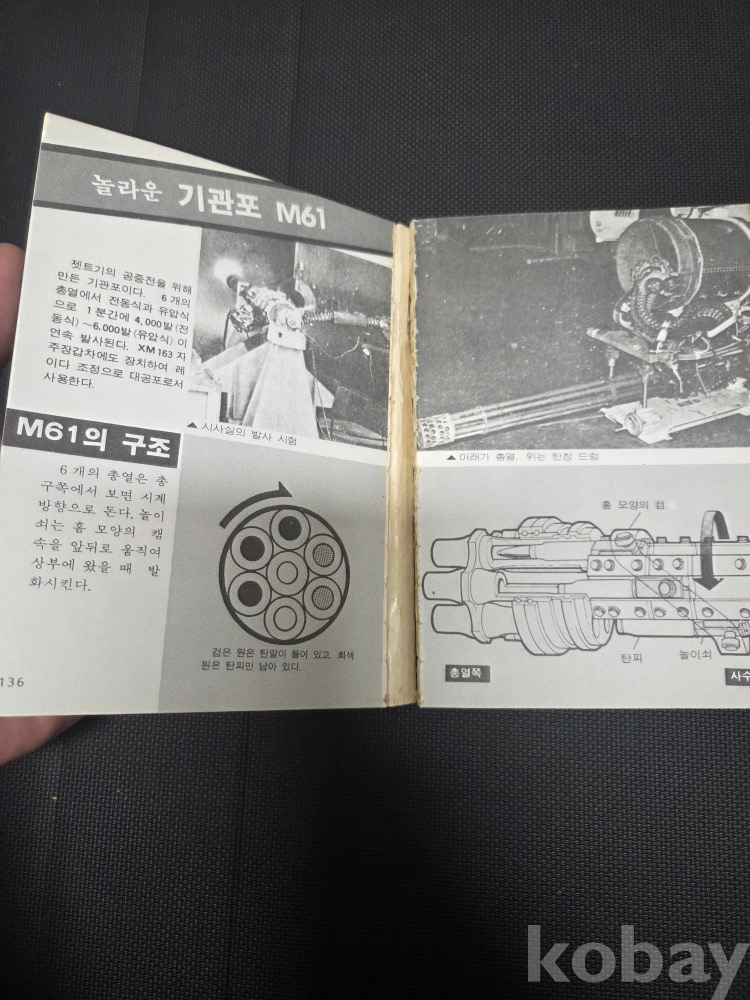 놀라운 기관포 M61
젯트기의 공중전을 위해
만든 기관포이다. 6개의
총열에서 전동식과 유압식
으로 1분간에 4,000발(전
동식)~6,000발(유압식)이
연속 발사된다. XM163 자
주장갑차에도 장치하여 레
이다 조정으로 대공포로서
사용한다.
▲시사실의 발사 시험
M61의 구조
6개의 총열은 총
구쪽에서 보면 시계
방향으로 돈다. 놀이
쇠는 홈 모양의 캠
속을 앞뒤로 움직여
상부에 왔을 때 발
화시킨다.
검은 원은 탄알이 들어 있고, 회색
원은 탄피만 남아 있다.
136
▲아래가 총열, 위는 탄창 드럼
홈 모양의 캠
탄피
놀이쇠
총열쪽
사수
kobay